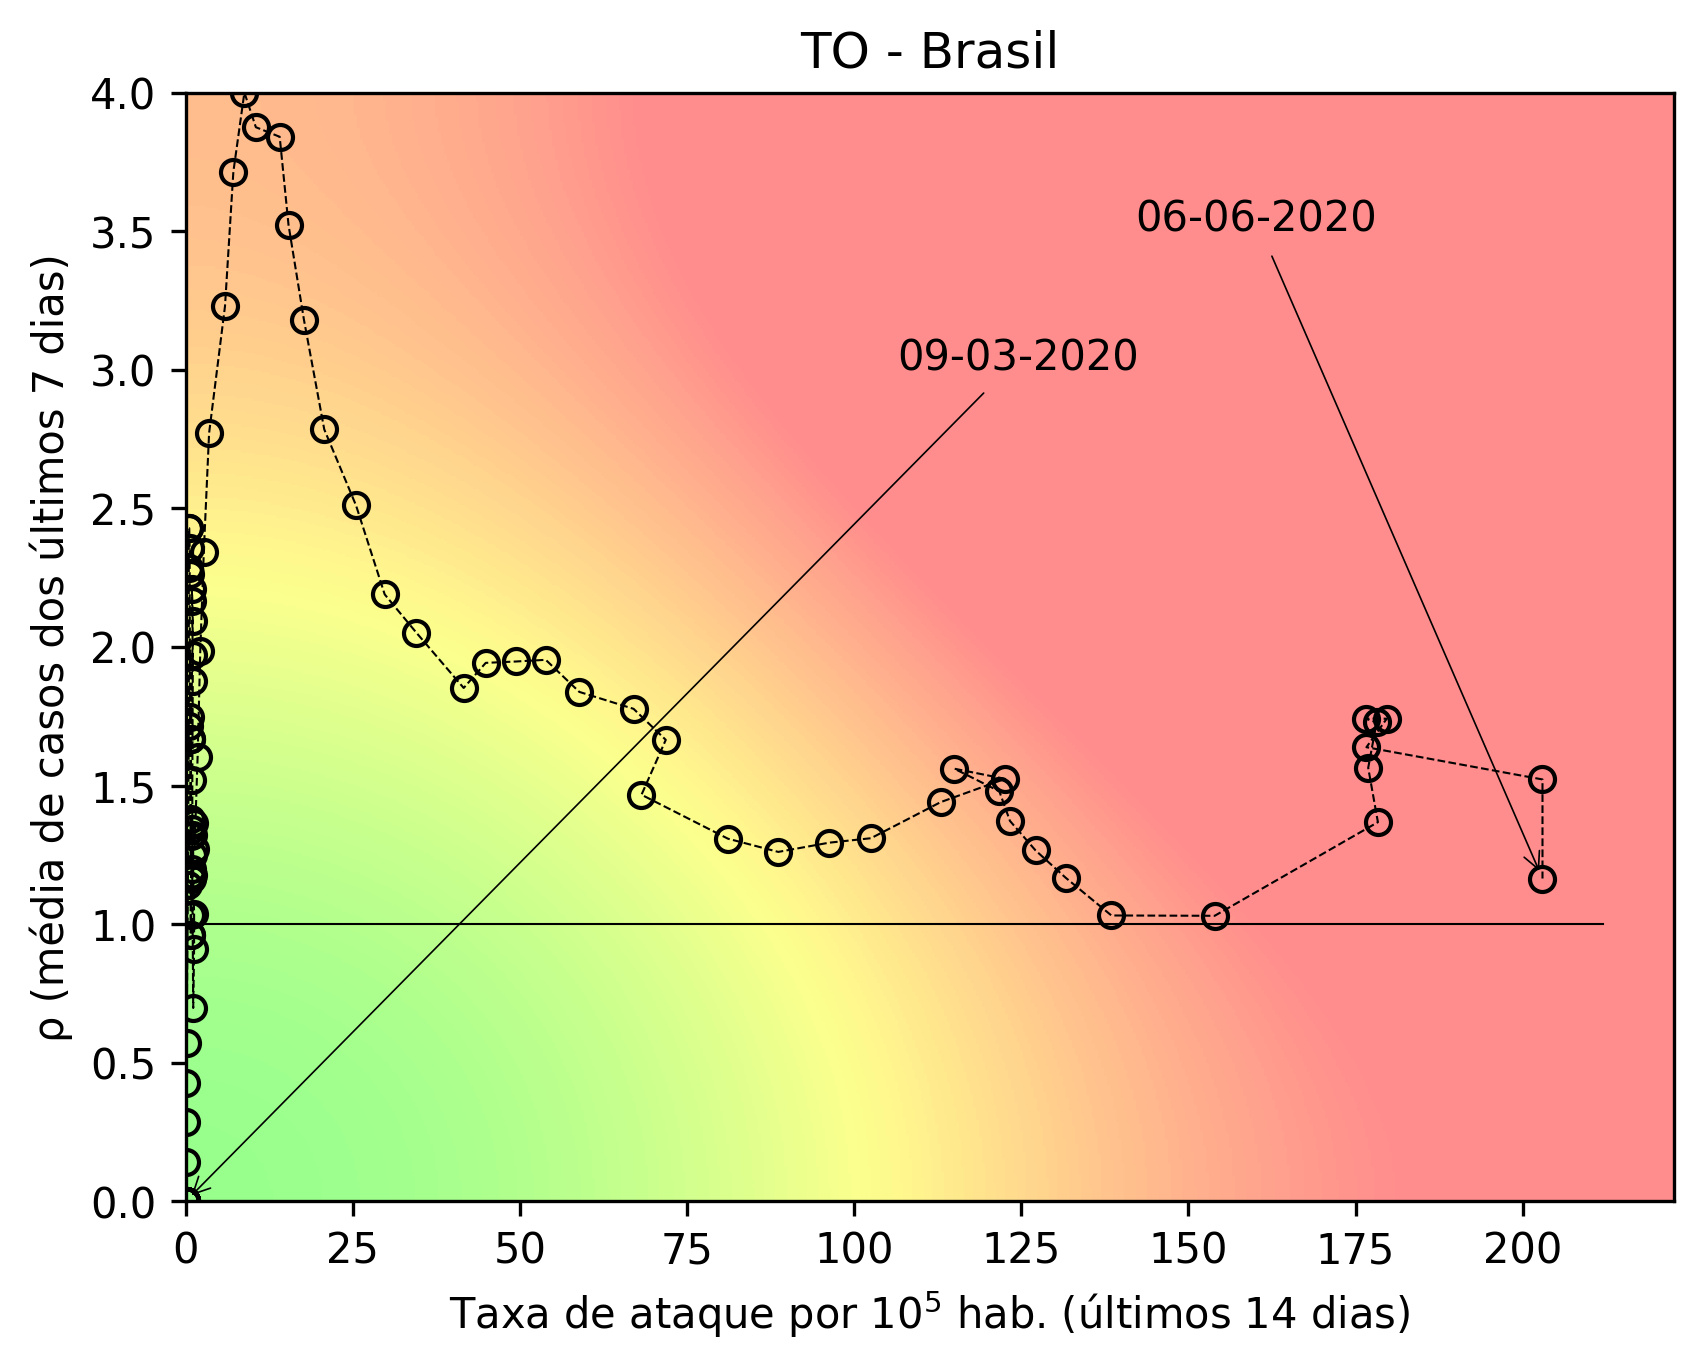 TO - Brasil
4.0
3.5
3.0
2.5
2.0
1.5
1.0
0.5
0.0
ρ (média de casos dos últimos 7 dias)
06-06-2020
09-03-2020
0 25 50 75 100 125 150 175 200
Taxa de ataque por 10⁵ hab. (últimos 14 dias)